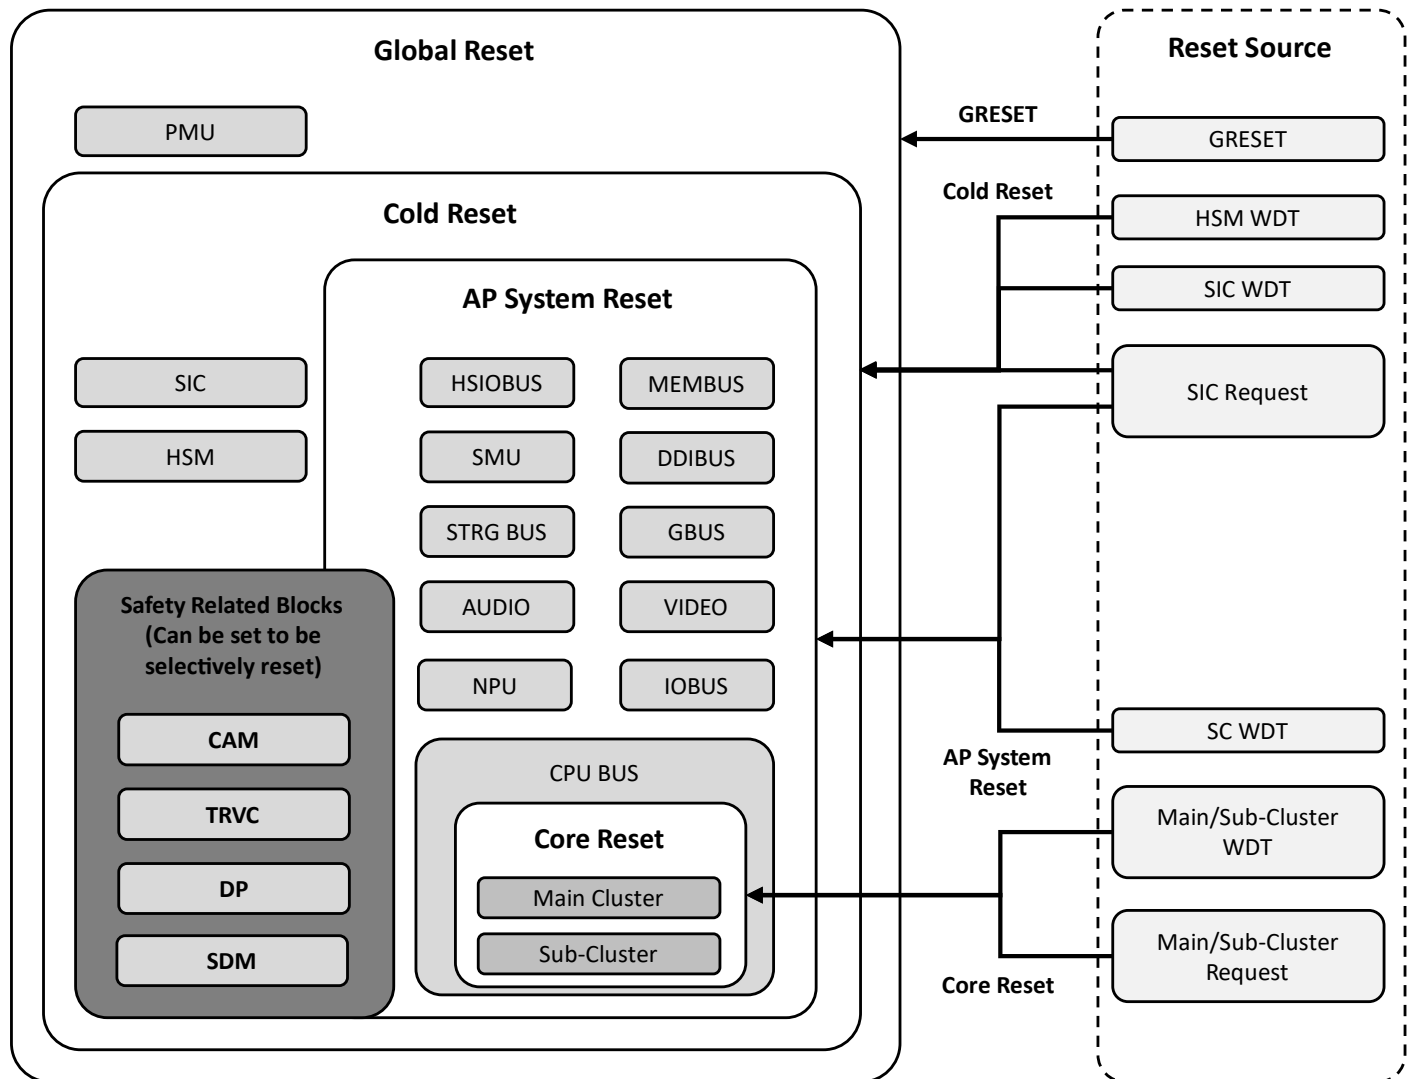 Global Reset
PMU
Cold Reset
AP System Reset
SIC
HSM
HSIOBUS
MEMBUS
SMU
DDIBUS
STRG BUS
GBUS
AUDIO
VIDEO
NPU
IOBUS
Safety Related Blocks
(Can be set to be
selectively reset)
CAM
TRVC
DP
SDM
CPU BUS
Core Reset
Main Cluster
Sub-Cluster
GRESET
Cold Reset
AP System
Reset
Core Reset
Reset Source
GRESET
HSM WDT
SIC WDT
SIC Request
SC WDT
Main/Sub-Cluster
WDT
Main/Sub-Cluster
Request